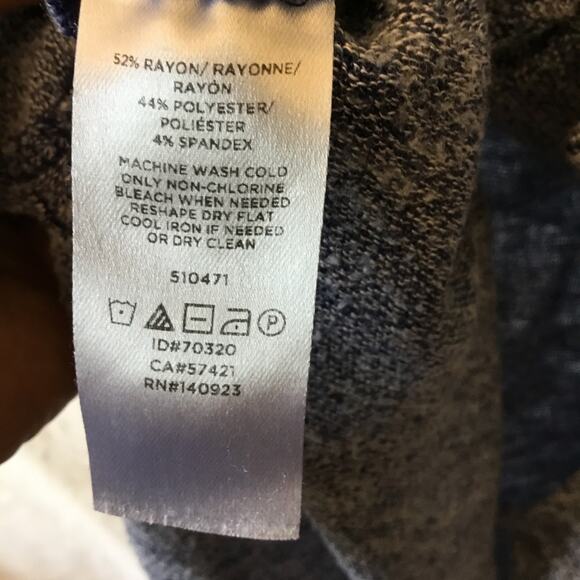 52% RAYON/ RAYONNE/
RAYÓN
44% POLYESTER/
POLIÉSTER
4% SPANDEX
MACHINE WASH COLD
ONLY NON-CHLORINE
BLEACH WHEN NEEDED
RESHAPE DRY FLAT
COOL IRON IF NEEDED
OR DRY CLEAN
510471
P
ID#70320
CA#57421
RN#140923